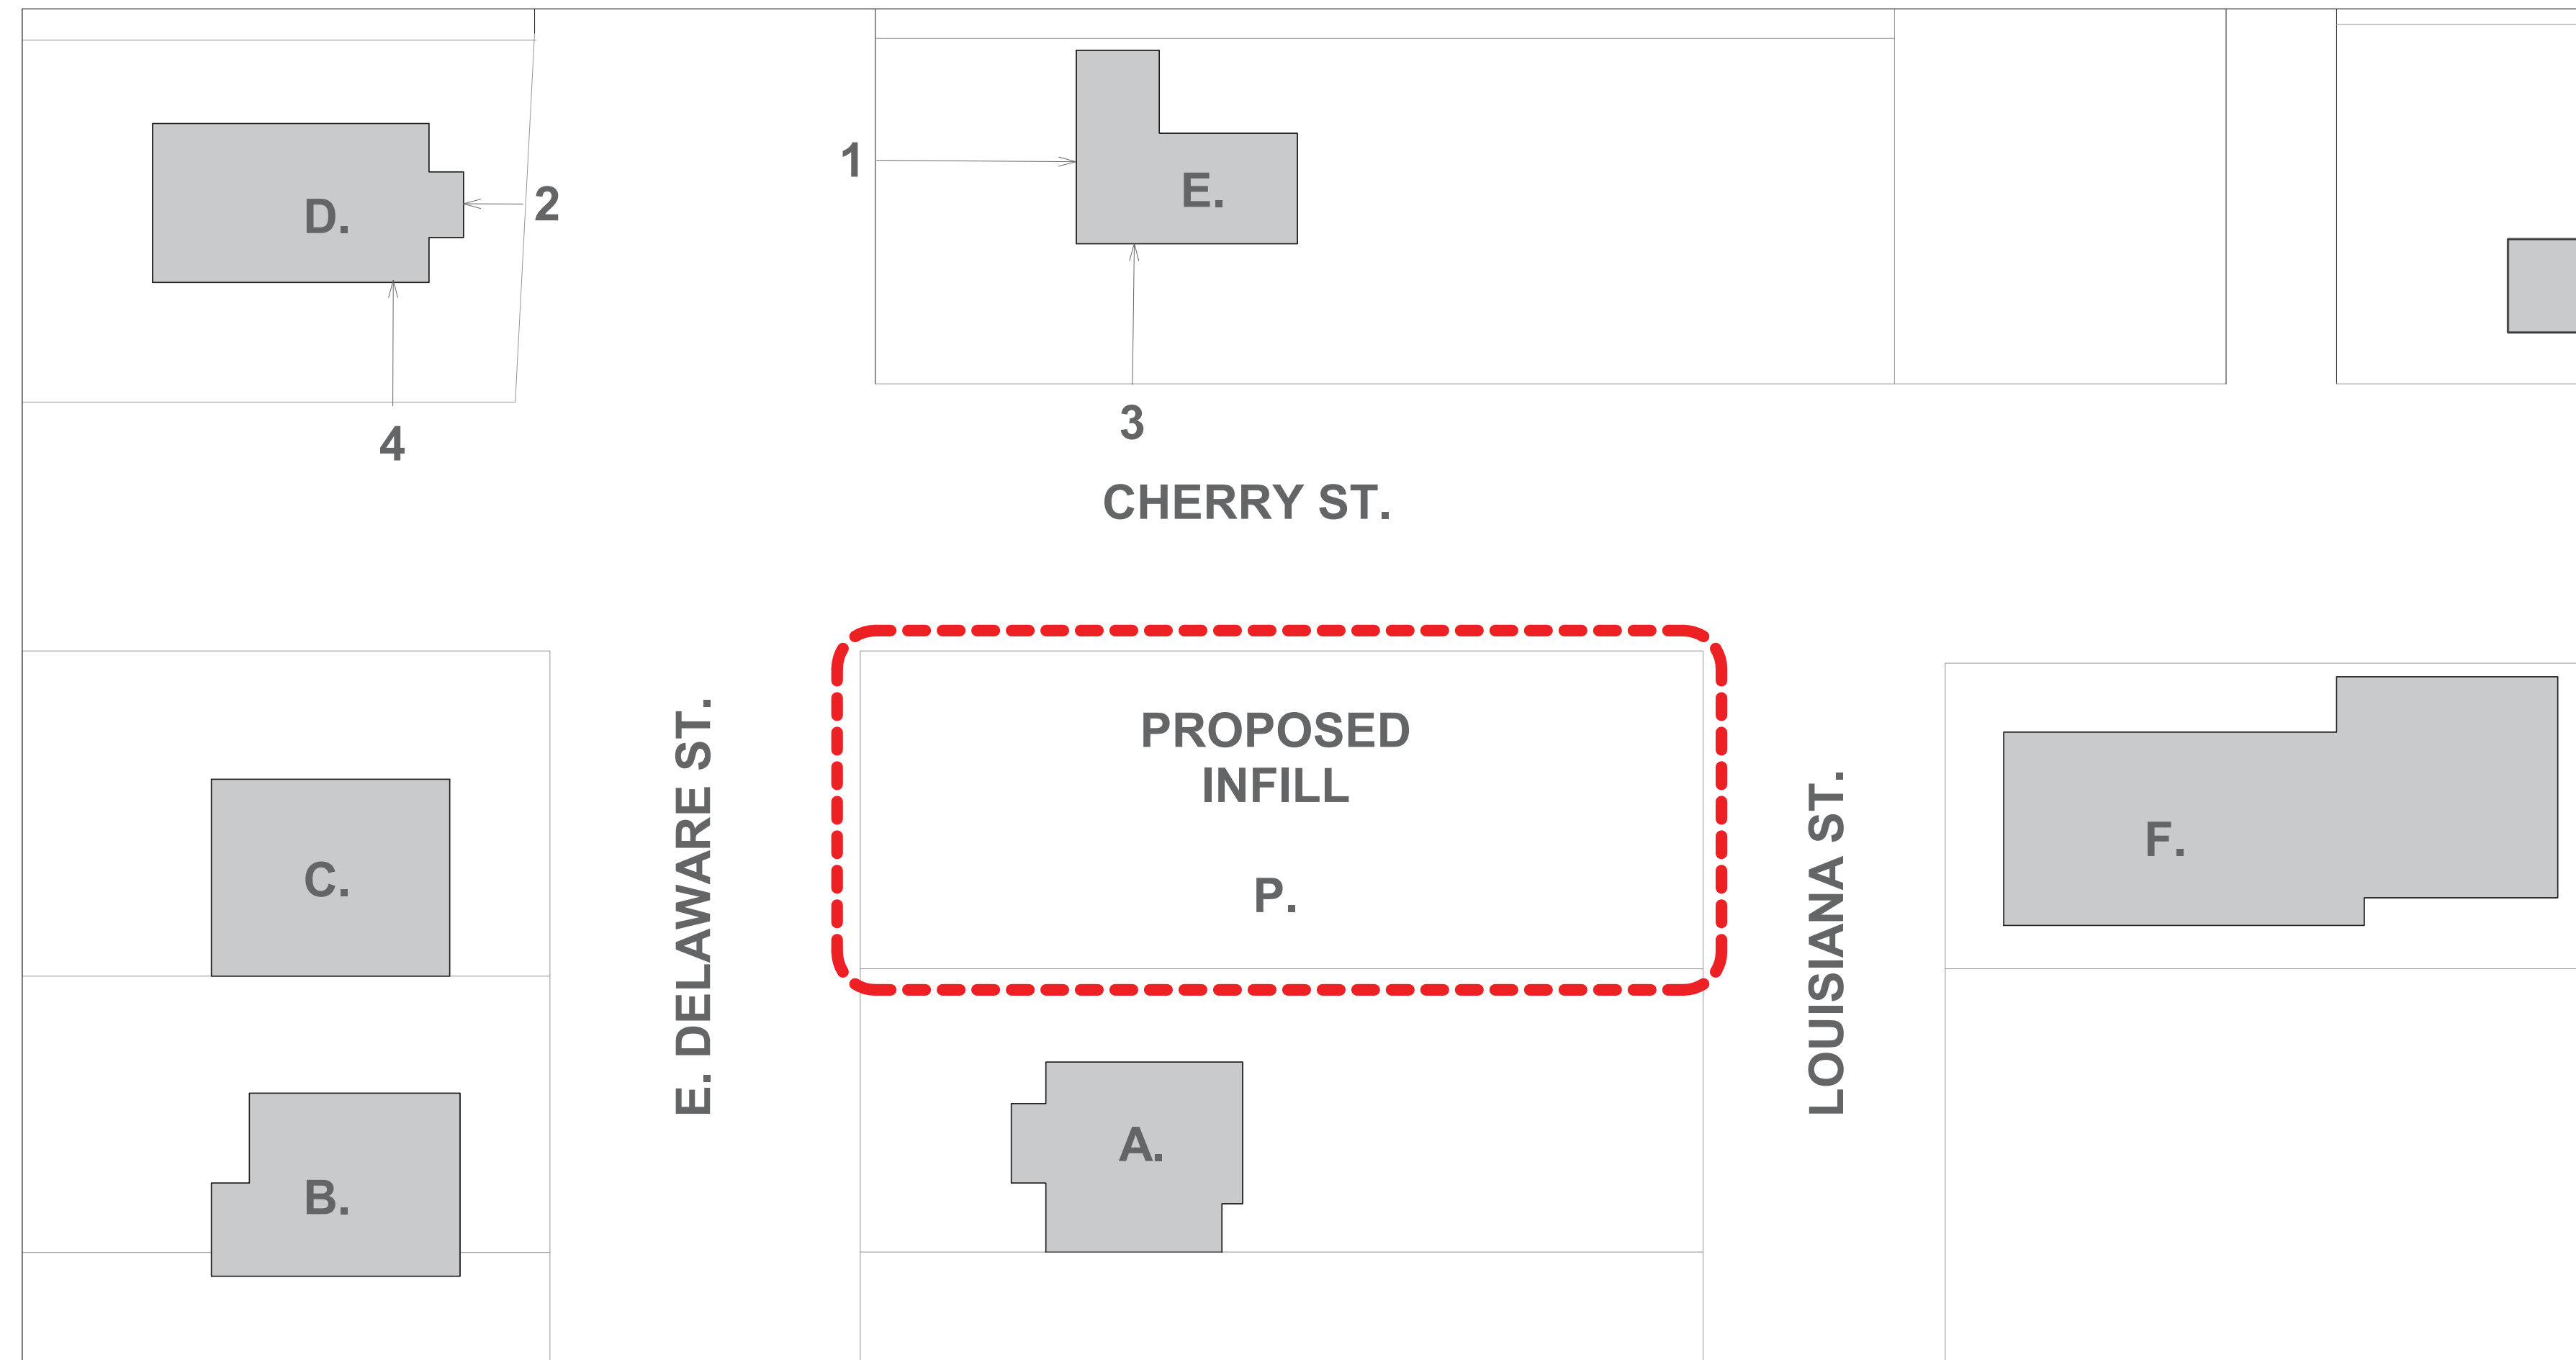 1
E.
2
D.
3
4
CHERRY ST.
E. DELAWARE ST.
PROPOSED
INFILL
P.
LOUISIANA ST.
F.
C.
A.
B.